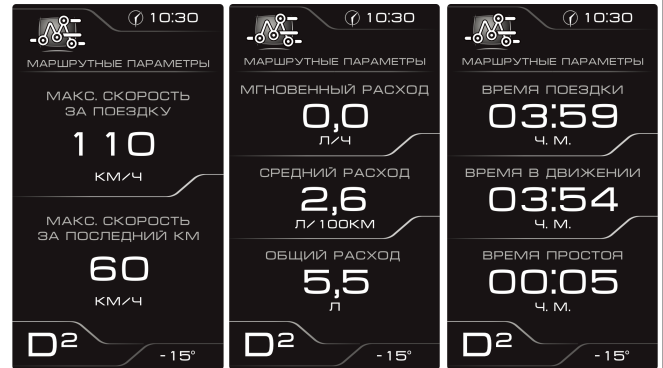 10:30
МАРШРУТНЫЕ ПАРАМЕТРЫ
МАКС. СКОРОСТЬ
ЗА ПОЕЗДКУ
110
КМ/Ч
МАКС. СКОРОСТЬ
ЗА ПОСЛЕДНИЙ КМ
60
КМ/Ч
D²
-15°
10:30
МАРШРУТНЫЕ ПАРАМЕТРЫ
МГНОВЕННЫЙ РАСХОД
0,0
Л/Ч
СРЕДНИЙ РАСХОД
2,6
Л/100КМ
ОБЩИЙ РАСХОД
5,5
Л
D²
-15°
10:30
МАРШРУТНЫЕ ПАРАМЕТРЫ
ВРЕМЯ ПОЕЗДКИ
03:59
Ч. М.
ВРЕМЯ В ДВИЖЕНИИ
03:54
Ч. М.
ВРЕМЯ ПРОСТОЯ
00:05
Ч. М.
D²
-15°